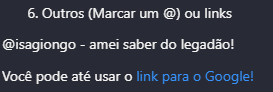 6. Outros (Marcar um @) ou links
@isagiongo - amei saber do legadão!
Você pode até usar o link para o Google!